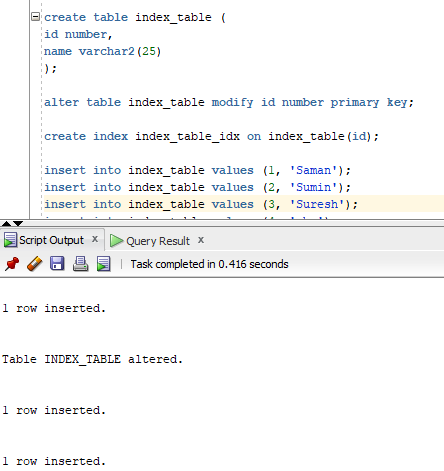 create table index_table (
id number,
name varchar2(25)
);
alter table index_table modify id number primary key;
create index index_table_idx on index_table(id);
insert into index_table values (1, 'Saman');
insert into index_table values (2, 'Sumin');
insert into index_table values (3, 'Suresh');
Script Output x Query Result x
Task completed in 0.416 seconds
1 row inserted.
Table INDEX_TABLE altered.
1 row inserted.
1 row inserted.